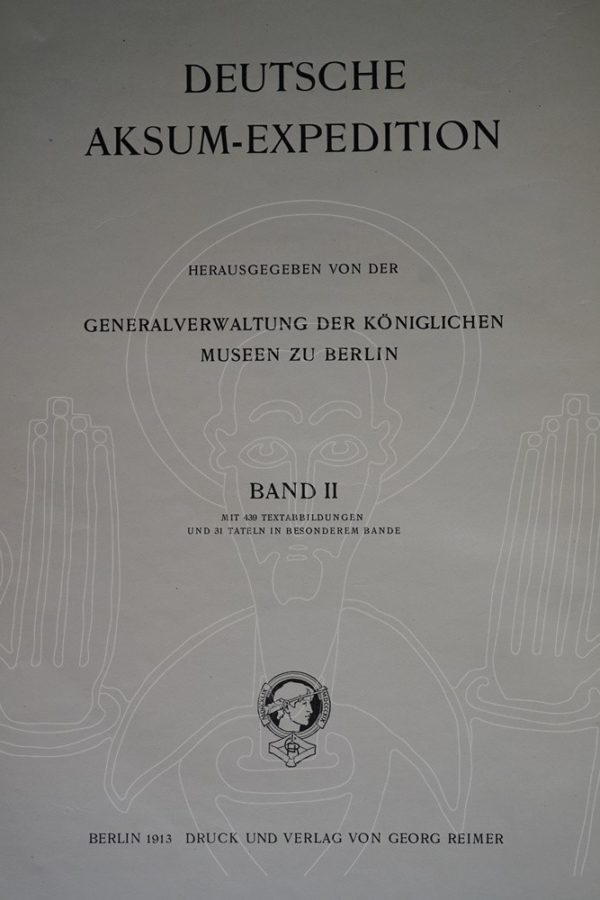 DEUTSCHE
AKSUM-EXPEDITION
HERAUSGEGEBEN VON DER
GENERALVERWALTUNG DER KÖNIGLICHEN
MUSEEN ZU BERLIN
BAND II
MIT 439 TEXTABBILDUNGEN
UND 31 TATELN IN BESONDEREM BANDE
BERLIN 1913 DRUCK UND VERLAG VON GEORG REIMER